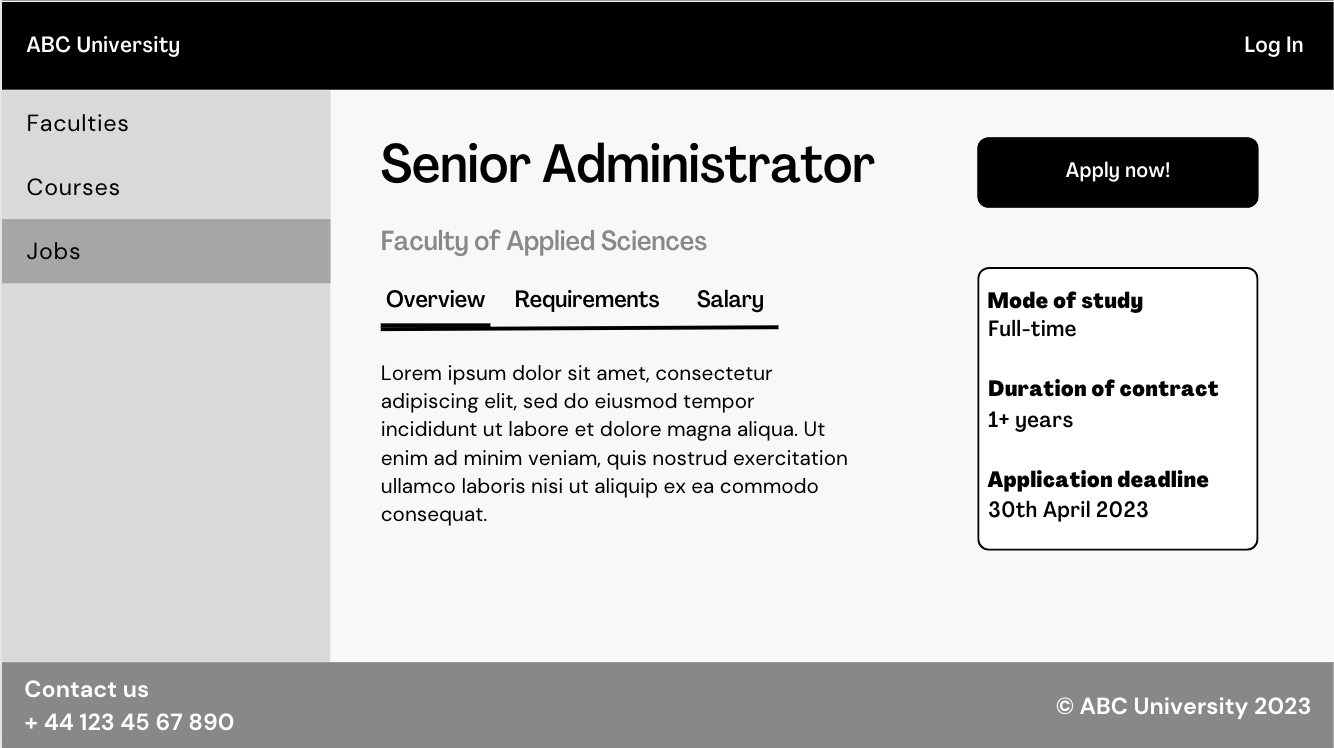 ABC University
Log In
Faculties
Courses
Jobs
Senior Administrator
Faculty of Applied Sciences
Overview Requirements Salary
Lorem ipsum dolor sit amet, consectetur
adipiscing elit, sed do eiusmod tempor
incididunt ut labore et dolore magna aliqua. Ut
enim ad minim veniam, quis nostrud exercitation
ullamco laboris nisi ut aliquip ex ea commodo
consequat.
Apply now!
Mode of study
Full-time
Duration of contract
1+ years
Application deadline
30th April 2023
Contact us
+ 44 123 45 67 890
© ABC University 2023